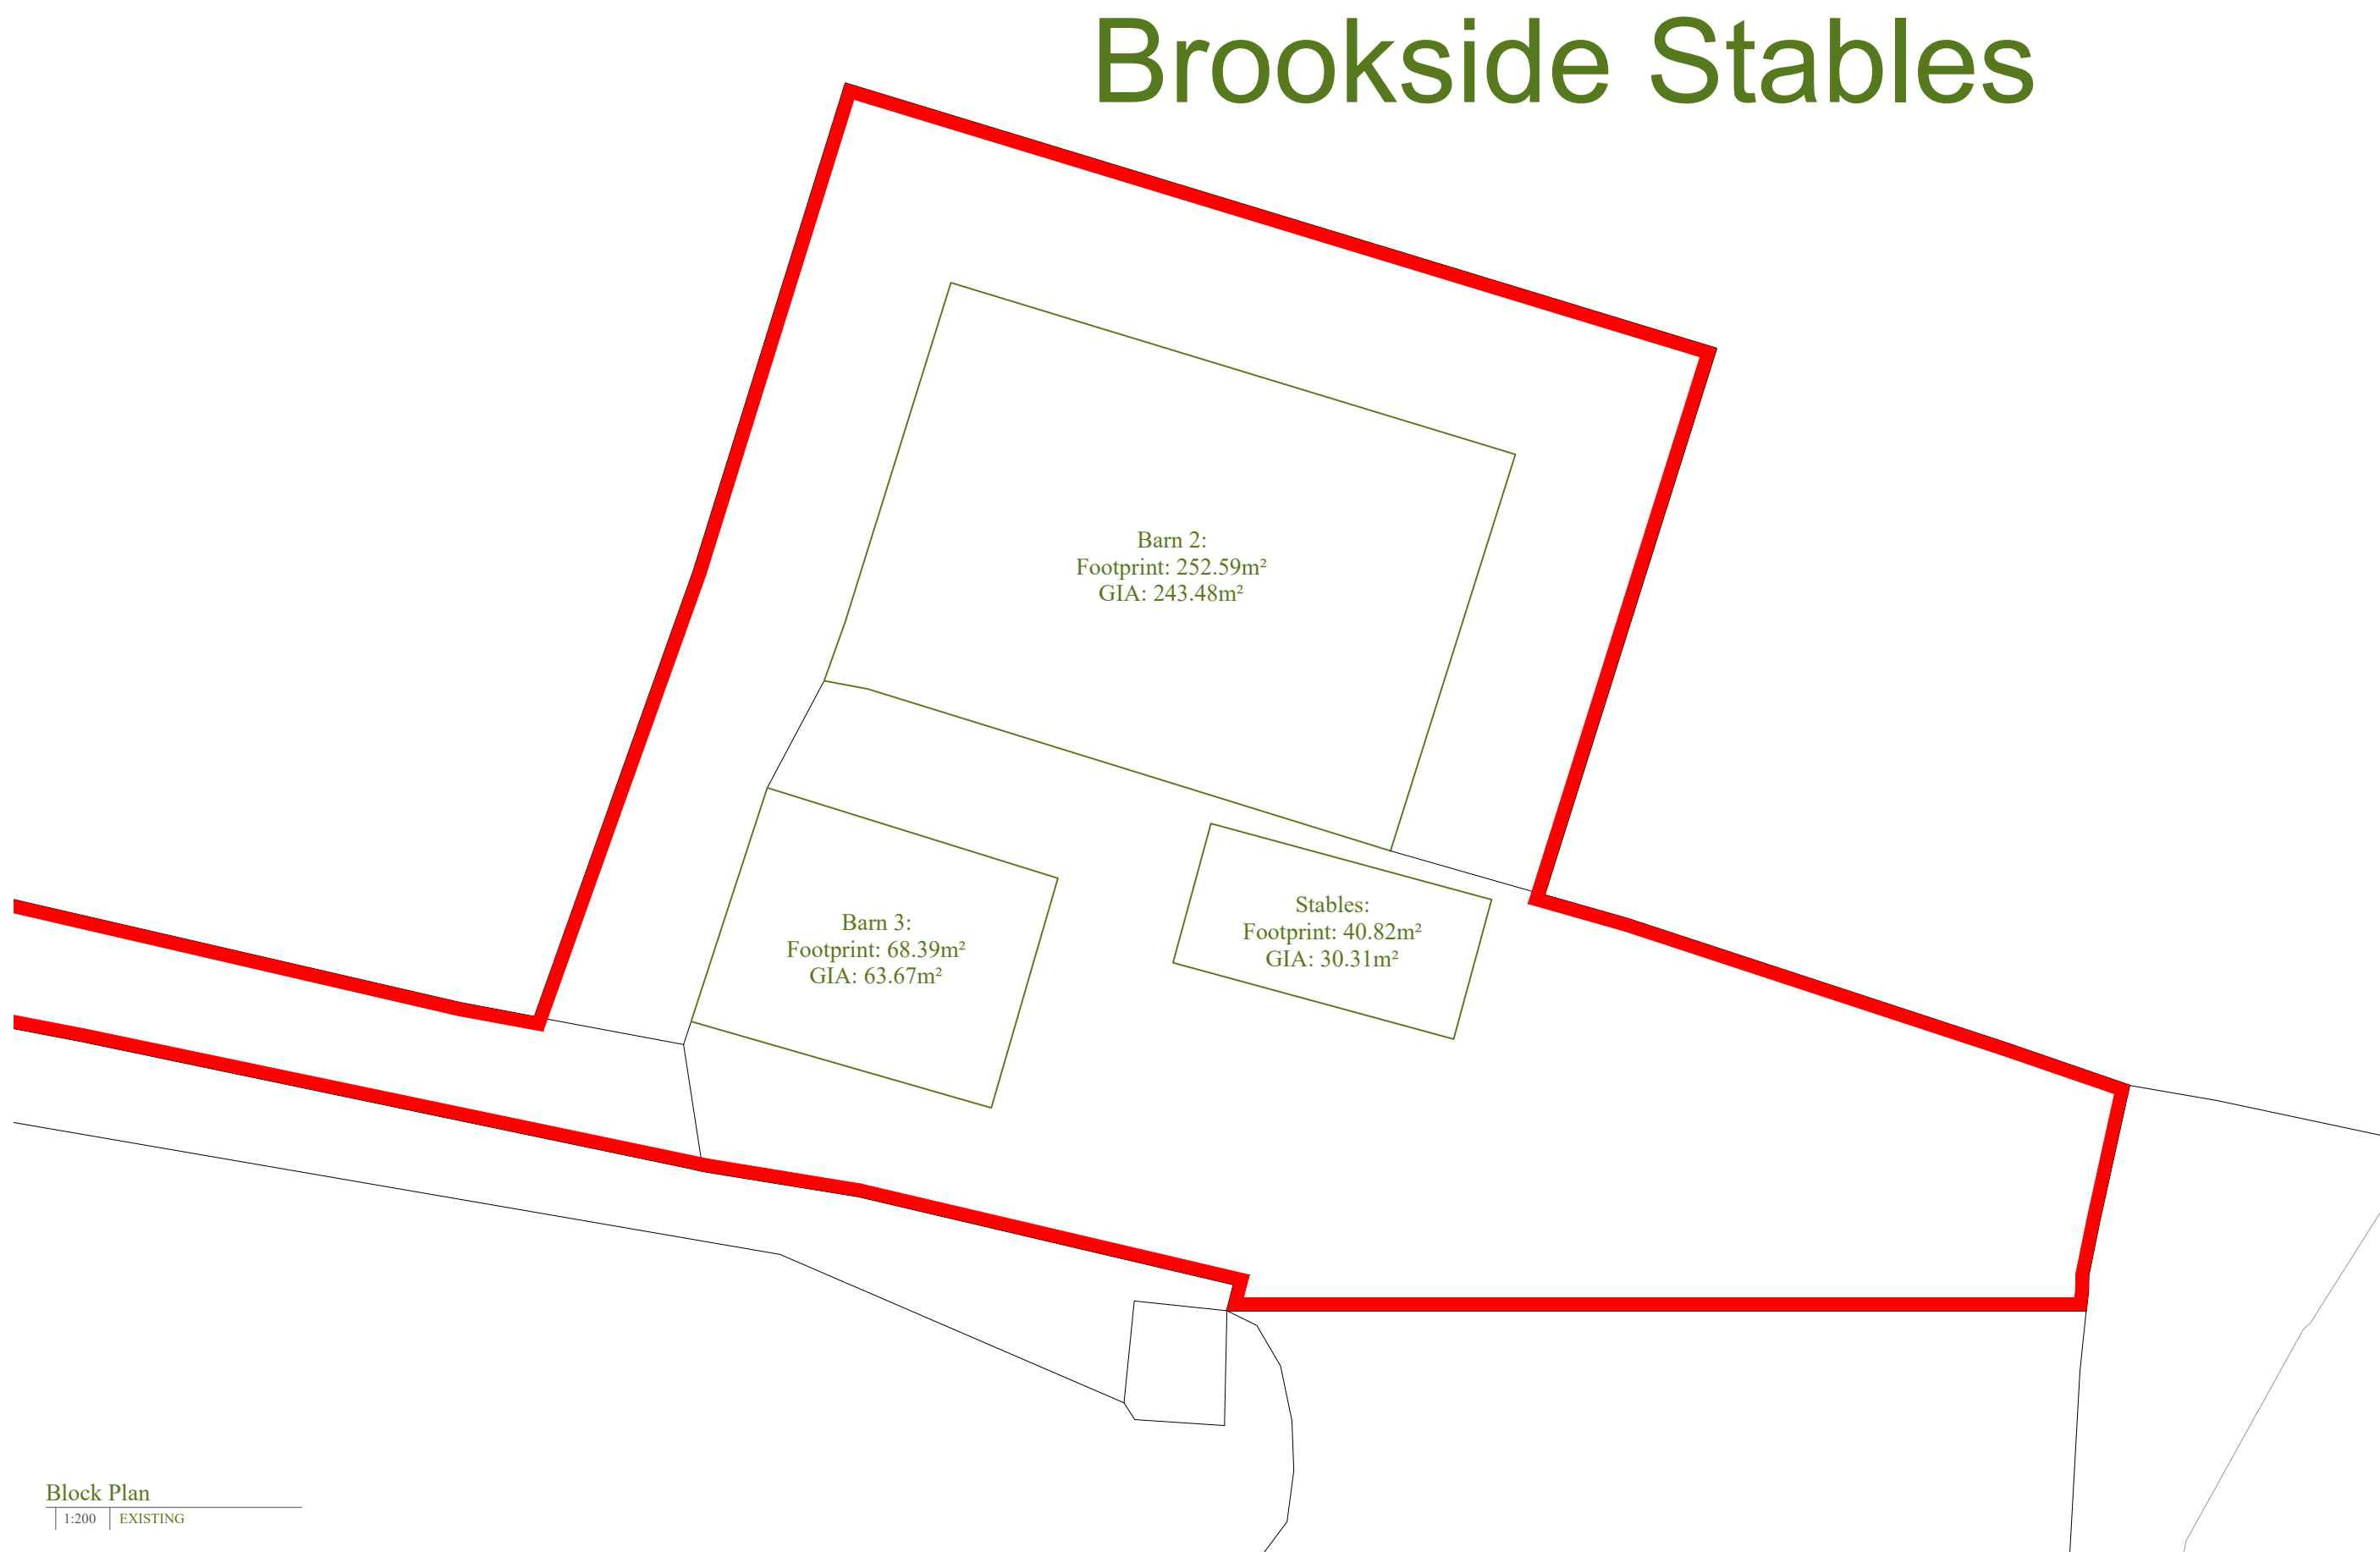 Brookside Stables
Barn 2:
Footprint: 252.59m²
GIA: 243.48m²
Barn 3:
Footprint: 68.39m²
GIA: 63.67m²
Stables:
Footprint: 40.82m²
GIA: 30.31m²
Block Plan
1:200 EXISTING